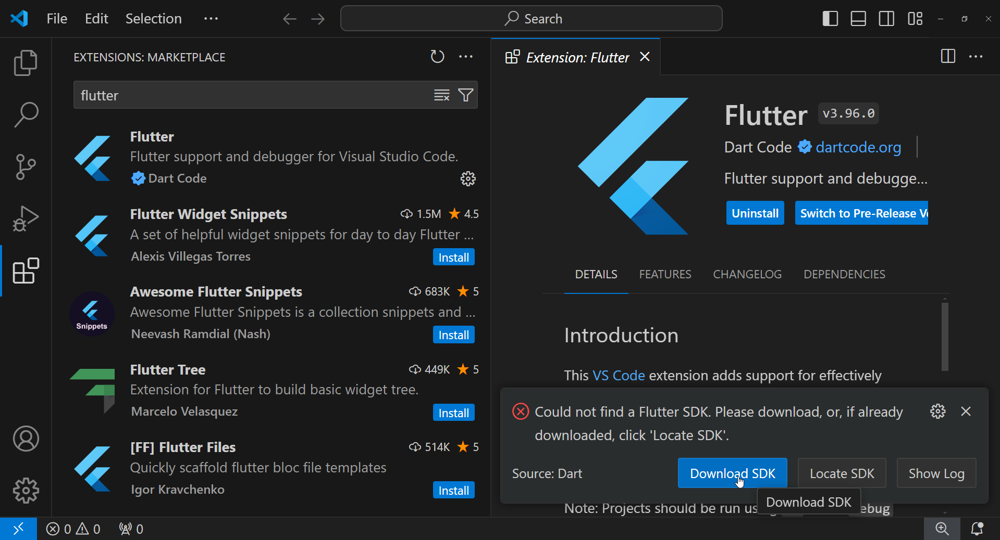 File Edit Selection ···
Search
EXTENSIONS: MARKETPLACE
flutter
Flutter
Flutter support and debugger for Visual Studio Code.
Dart Code
Flutter Widget Snippets 1.5M 4.5
A set of helpful widget snippets for day to day Flutter ...
Alexis Villegas Torres Install
Awesome Flutter Snippets 683K 5
Awesome Flutter Snippets is a collection snippets and ...
Snippets
Neevash Ramdial (Nash) Install
Flutter Tree 449K 5
Extension for Flutter to build basic widget tree.
Marcelo Velasquez Install
[FF] Flutter Files 514K 5
Quickly scaffold flutter bloc file templates
Igor Kravchenko Install
Extension: Flutter
Flutter v3.96.0
Dart Code dartcode.org
Flutter support and debugge...
Uninstall Switch to Pre-Release
DETAILS FEATURES CHANGELOG DEPENDENCIES
Introduction
This VS Code extension adds support for effectively
Could not find a Flutter SDK. Please download, or, if already
downloaded, click 'Locate SDK'.
Source: Dart Download SDK Locate SDK Show Log
Download SDK
Note: Projects should be run
0 0 0